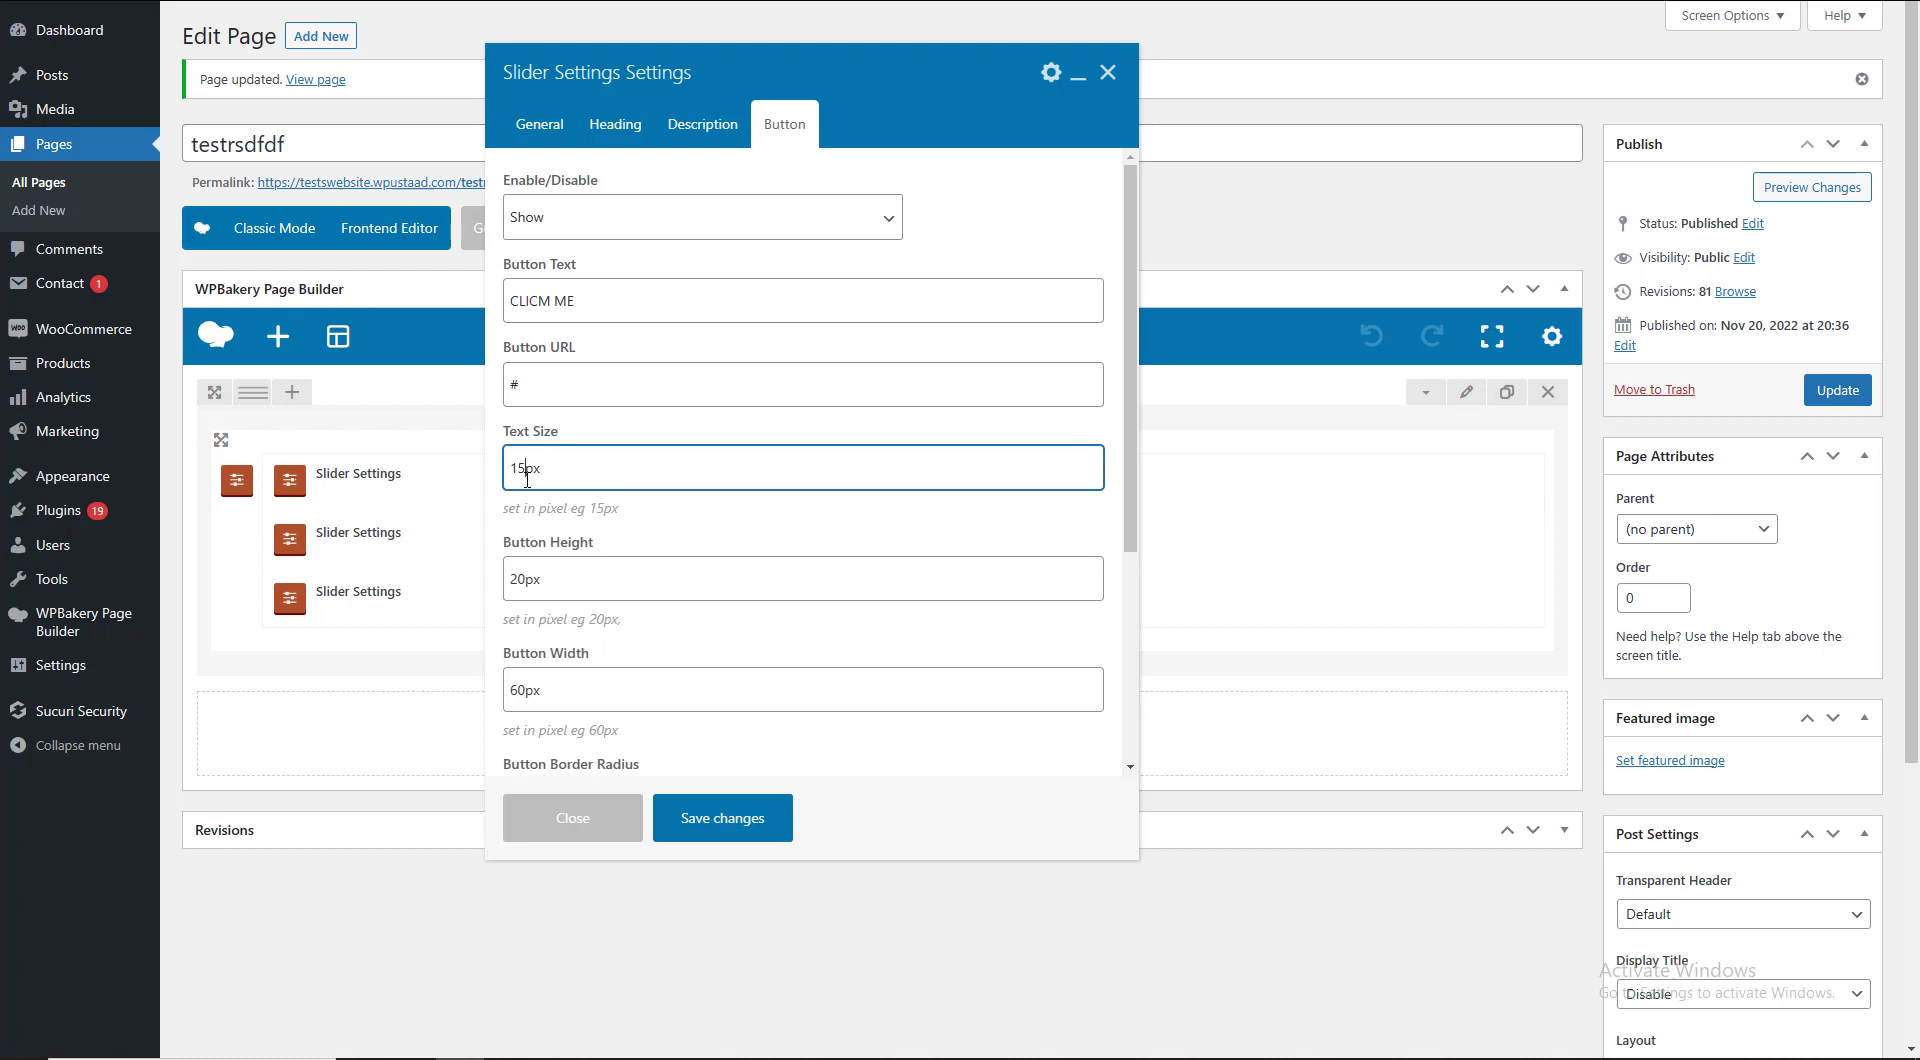 Dashboard
Posts
Media
Pages
All Pages
Add New
Comments
Contact 1
WooCommerce
Products
Analytics
Marketing
Appearance
Plugins 19
Users
Tools
WPBakery Page
Builder
Settings
Sucuri Security
Collapse menu
Screen Options
Help
Edit Page
Add New
Page updated. View page
testrsdfdf
Permalink: https://testswebsite.wpustaad.com/test
Classic Mode
Frontend Editor
WPBakery Page Builder
Slider Settings
Slider Settings
Slider Settings
Revisions
Slider Settings Settings
General
Heading
Description
Button
Enable/Disable
Show
Button Text
CLICM ME
Button URL
#
Text Size
15px
set in pixel eg 15px
Button Height
20px
set in pixel eg 20px,
Button Width
60px
set in pixel eg 60px
Button Border Radius
Close
Save changes
Publish
Preview Changes
Status: Published Edit
Visibility: Public Edit
Revisions: 81 Browse
Published on: Nov 20, 2022 at 20:36
Edit
Move to Trash
Update
Page Attributes
Parent
(no parent)
Order
0
Need help? Use the Help tab above the
screen title.
Featured image
Set featured image
Post Settings
Transparent Header
Default
Display Title
Disable
Activate Windows
Go to Settings to activate Windows.
Layout